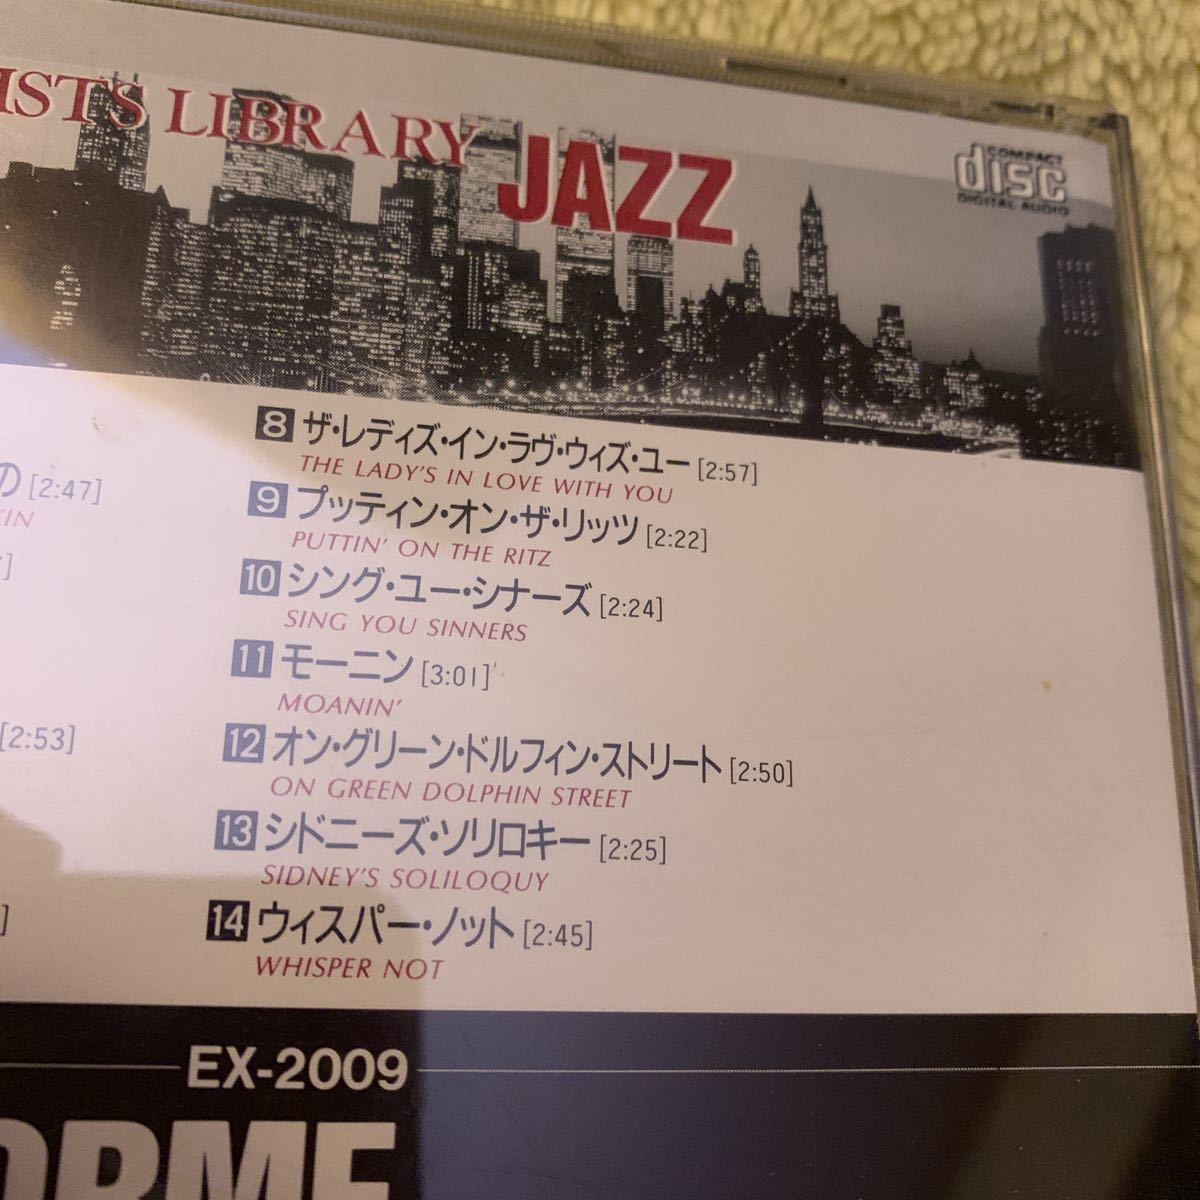 LIBRARY JAZZ
COMPACT
disc
DIGITAL AUDIO
の [2:47]
8 ザ・レディズ・イン・ラヴ・ウィズ・ユー [2:57]
THE LADY'S IN LOVE WITH YOU
9 プッティン・オン・ザ・リッツ [2:22]
PUTTIN' ON THE RITZ
10 シング・ユー・シナーズ [2:24]
SING YOU SINNERS
11 モーニン [3:01]
MOANIN'
[2:53]
12 オン・グリーン・ドルフィン・ストリート [2:50]
ON GREEN DOLPHIN STREET
13 シドニーズ・ソリロキー [2:25]
SIDNEY'S SOLILOQUY
14 ウィスパー・ノット [2:45]
WHISPER NOT
EX-2009